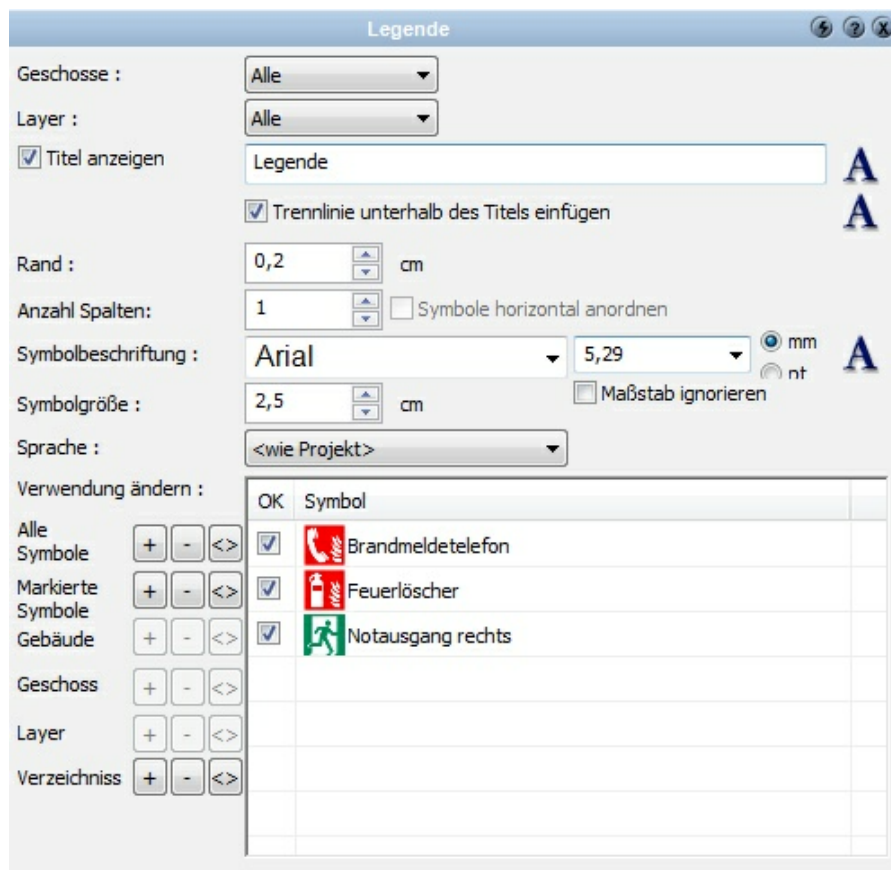 Legende
Geschosse :
Alle
Layer :
Alle
Titel anzeigen
Legende
A
Trennlinie unterhalb des Titels einfügen
A
Rand :
0,2
cm
Anzahl Spalten:
1
Symbole horizontal anordnen
Symbolbeschriftung :
Arial
5,29
mm
pt
A
Maßstab ignorieren
Symbolgröße :
2,5
cm
Sprache :
<wie Projekt>
Verwendung ändern :
OK Symbol
Alle
Symbole
+ - <>
Brandmeldetelefon
Markierte
Symbole
+ - <>
Feuerlöscher
Gebäude + - <>
Notausgang rechts
Geschoss + - <>
Layer + - <>
Verzeichniss + - <>